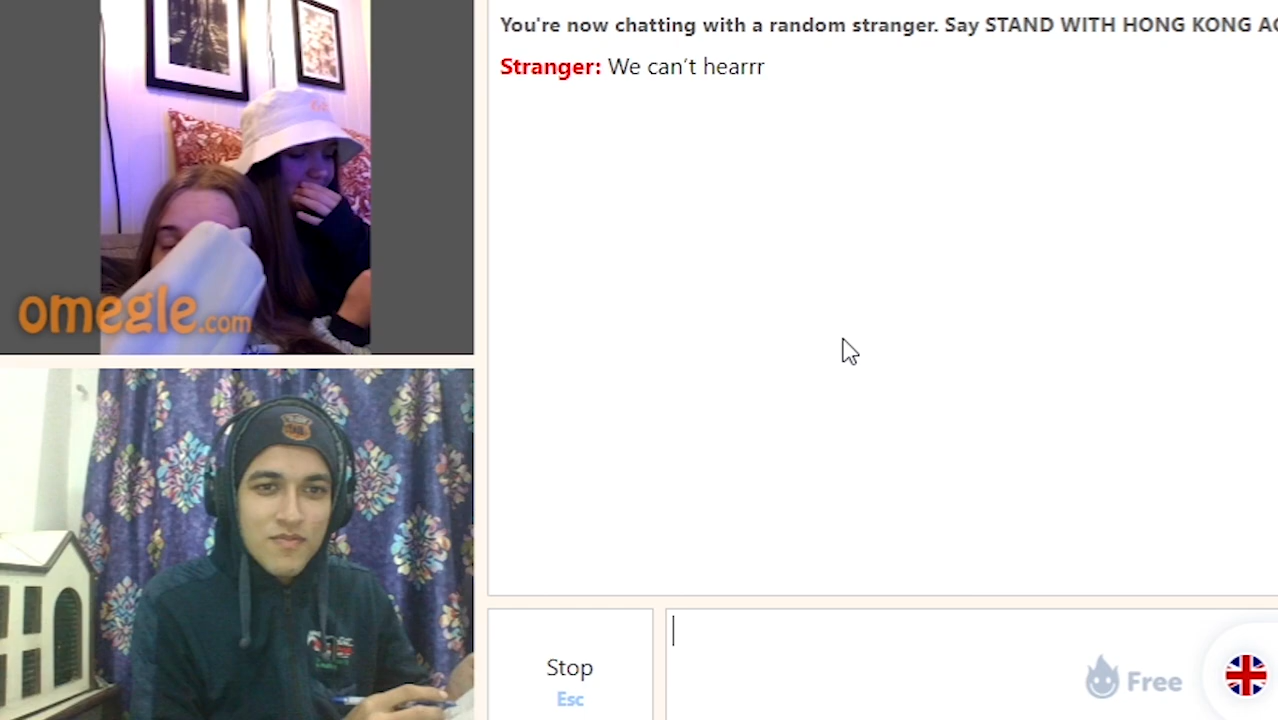 You're now chatting with a random stranger. Say STAND WITH HONG KONG
Stranger: We can't hearrr
omegle.com
Stop
Esc
Free